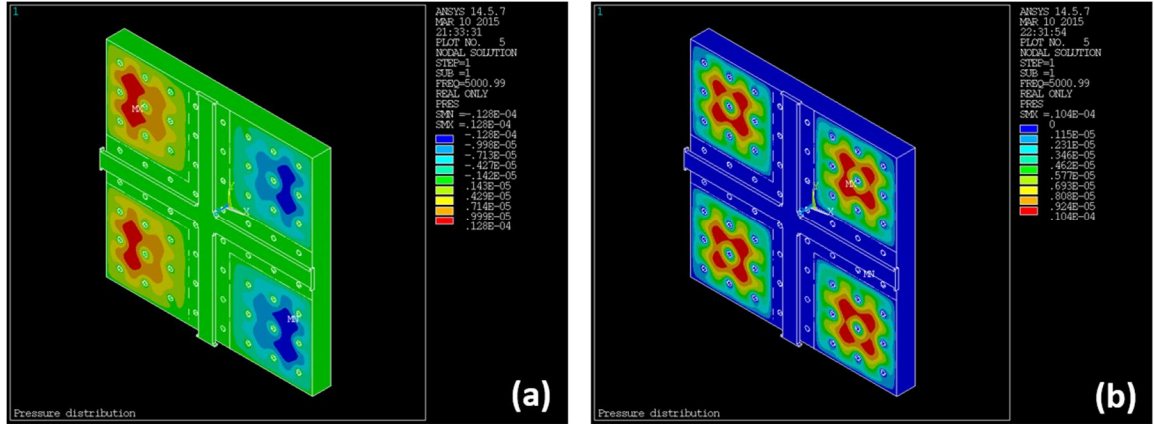 1
ANSYS 14.5.7
MAR 10 2015
21:33:31
PLOT NO. 5
NODAL SOLUTION
STEP=1
SUB =1
FREQ=5000.99
REAL ONLY
PRES
SMN =-.128E-04
SMX =.128E-04
-.128E-04
-.998E-05
-.713E-05
-.427E-05
-.142E-05
.143E-05
.429E-05
.714E-05
.999E-05
.128E-04
MX
X
MN
Pressure distribution
(a)
1
ANSYS 14.5.7
MAR 10 2015
22:31:54
PLOT NO. 5
NODAL SOLUTION
STEP=1
SUB =1
FREQ=5000.99
REAL ONLY
PRES
SMX =.104E-04
0
.115E-05
.231E-05
.346E-05
.462E-05
.577E-05
.693E-05
.808E-05
.924E-05
.104E-04
MX
X
MN
Pressure distribution
(b)